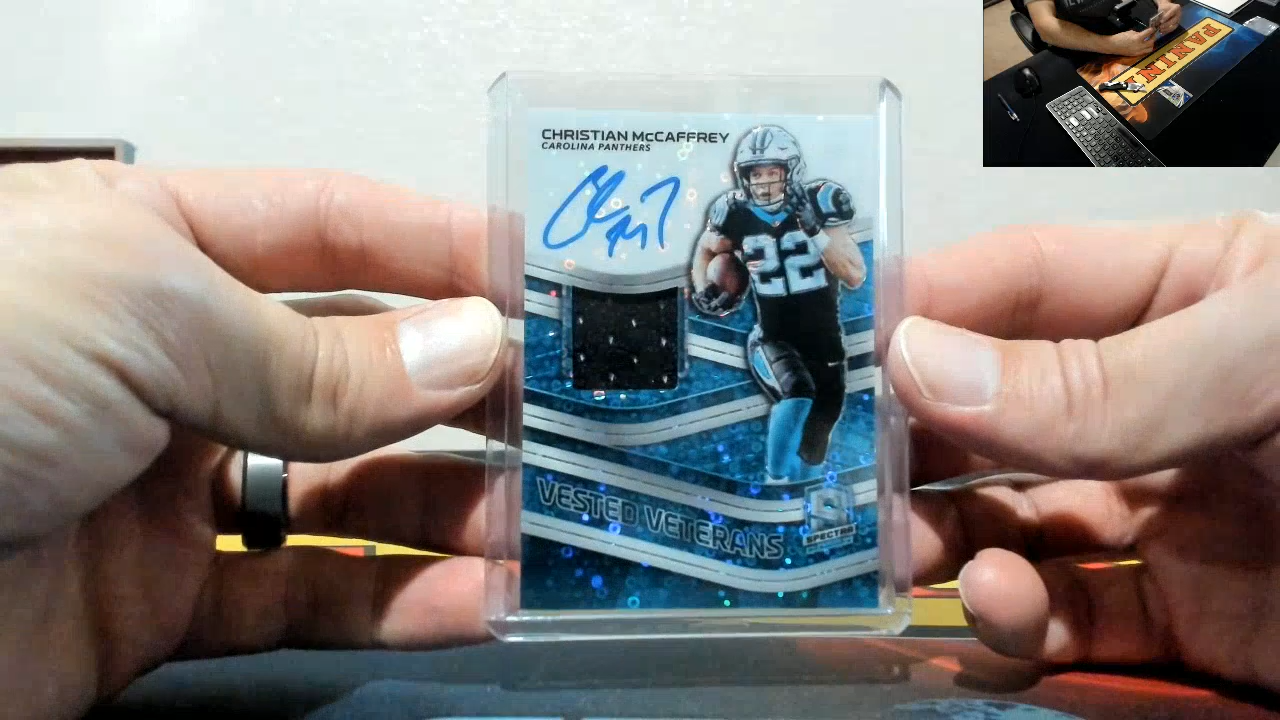 CHRISTIAN McCAFFREY
CAROLINA PANTHERS
22
VESTED VETERANS
S
SPECTRA
PANINI